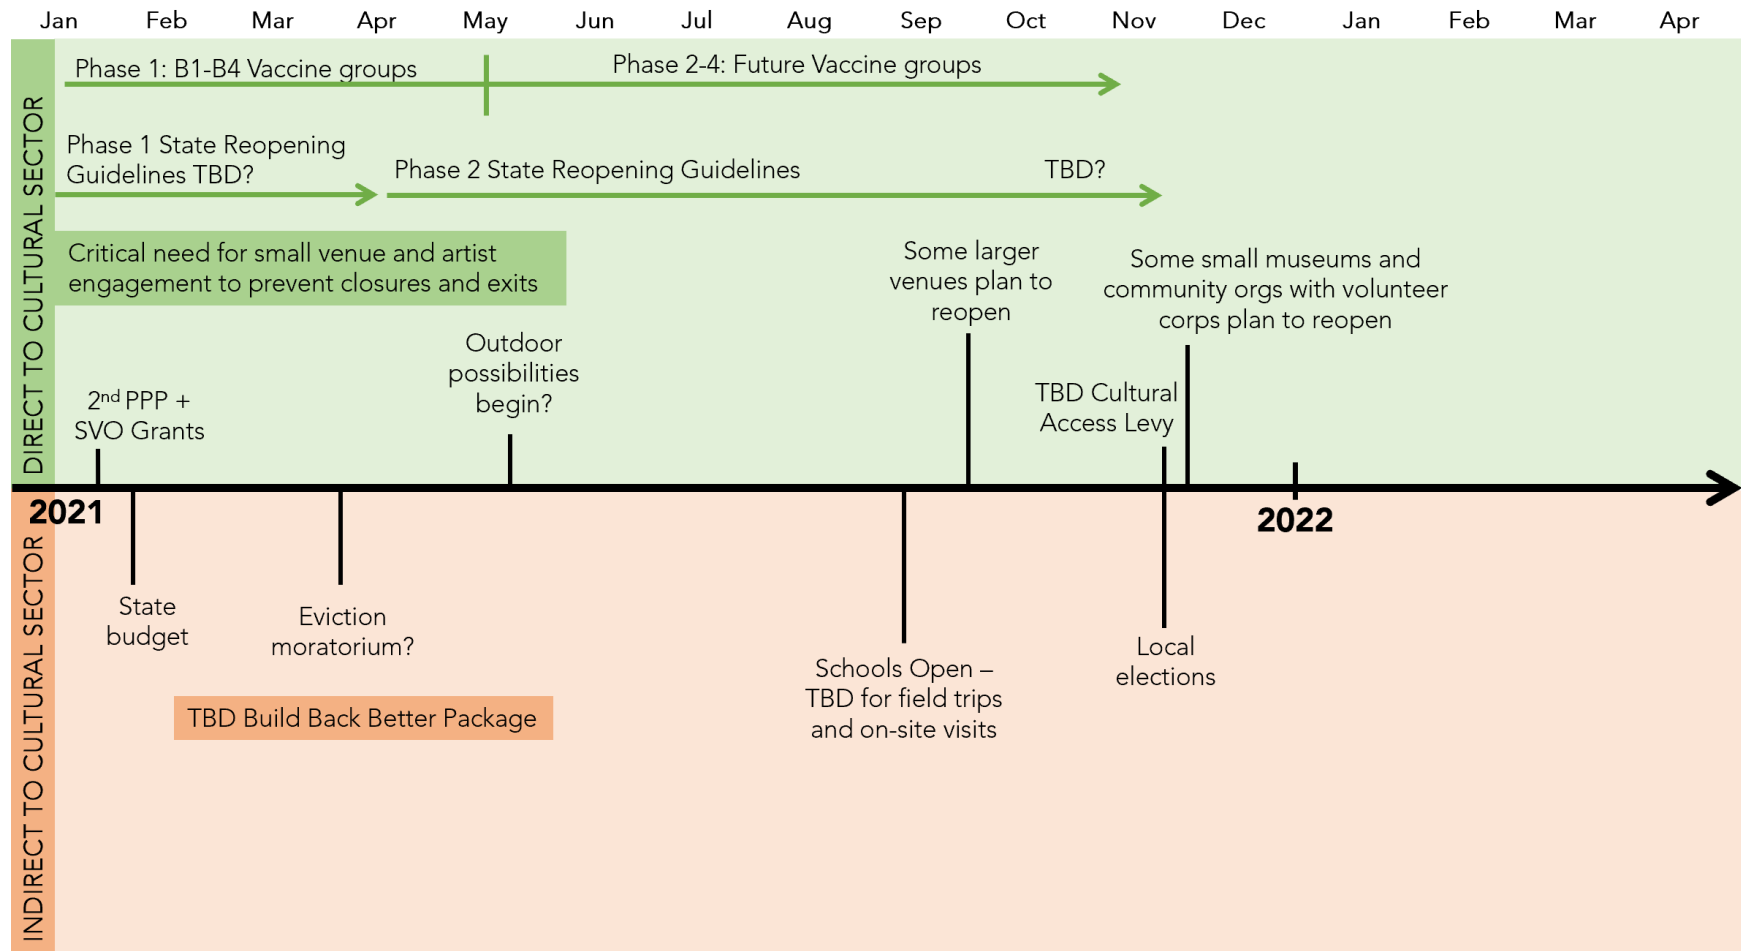 Jan Feb Mar Apr May Jun Jul Aug Sep Oct Nov Dec Jan Feb Mar Apr
DIRECT TO CULTURAL SECTOR
Phase 1: B1-B4 Vaccine groups
Phase 2-4: Future Vaccine groups
Phase 1 State Reopening
Guidelines TBD?
Phase 2 State Reopening Guidelines
TBD?
Critical need for small venue and artist
engagement to prevent closures and exits
Some larger
venues plan to
reopen
Some small museums and
community orgs with volunteer
corps plan to reopen
Outdoor
possibilities
begin?
2nd PPP +
SVO Grants
TBD Cultural
Access Levy
2021
2022
INDIRECT TO CULTURAL SECTOR
State
budget
Eviction
moratorium?
TBD Build Back Better Package
Schools Open –
TBD for field trips
and on-site visits
Local
elections